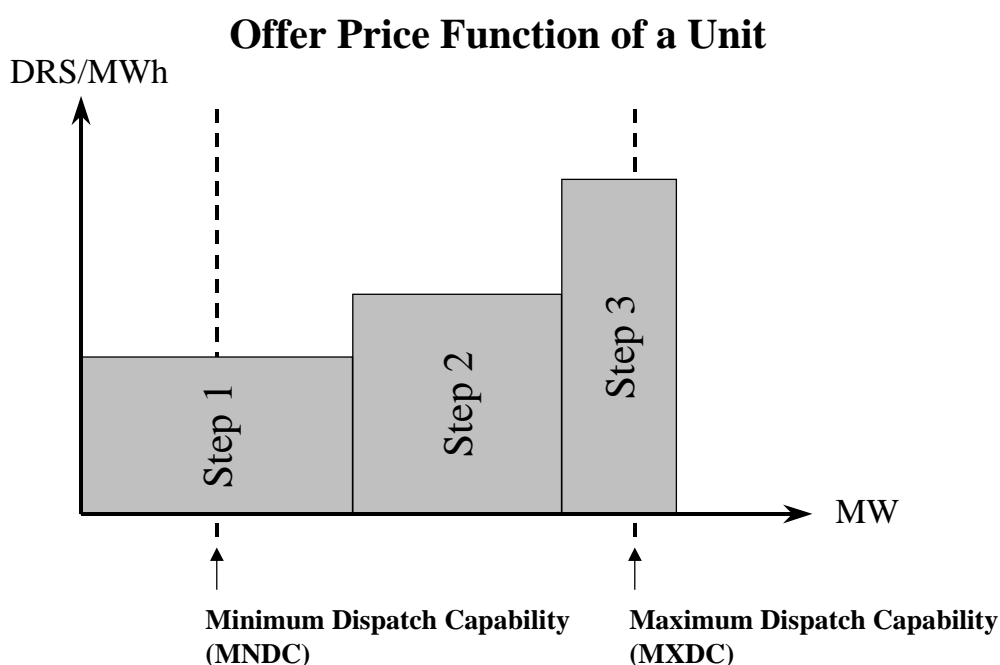 Offer Price Function of a Unit
DRS/MWh
Step 1
Step 2
Step 3
MW
Minimum Dispatch Capability
(MNDC)
Maximum Dispatch Capability
(MXDC)